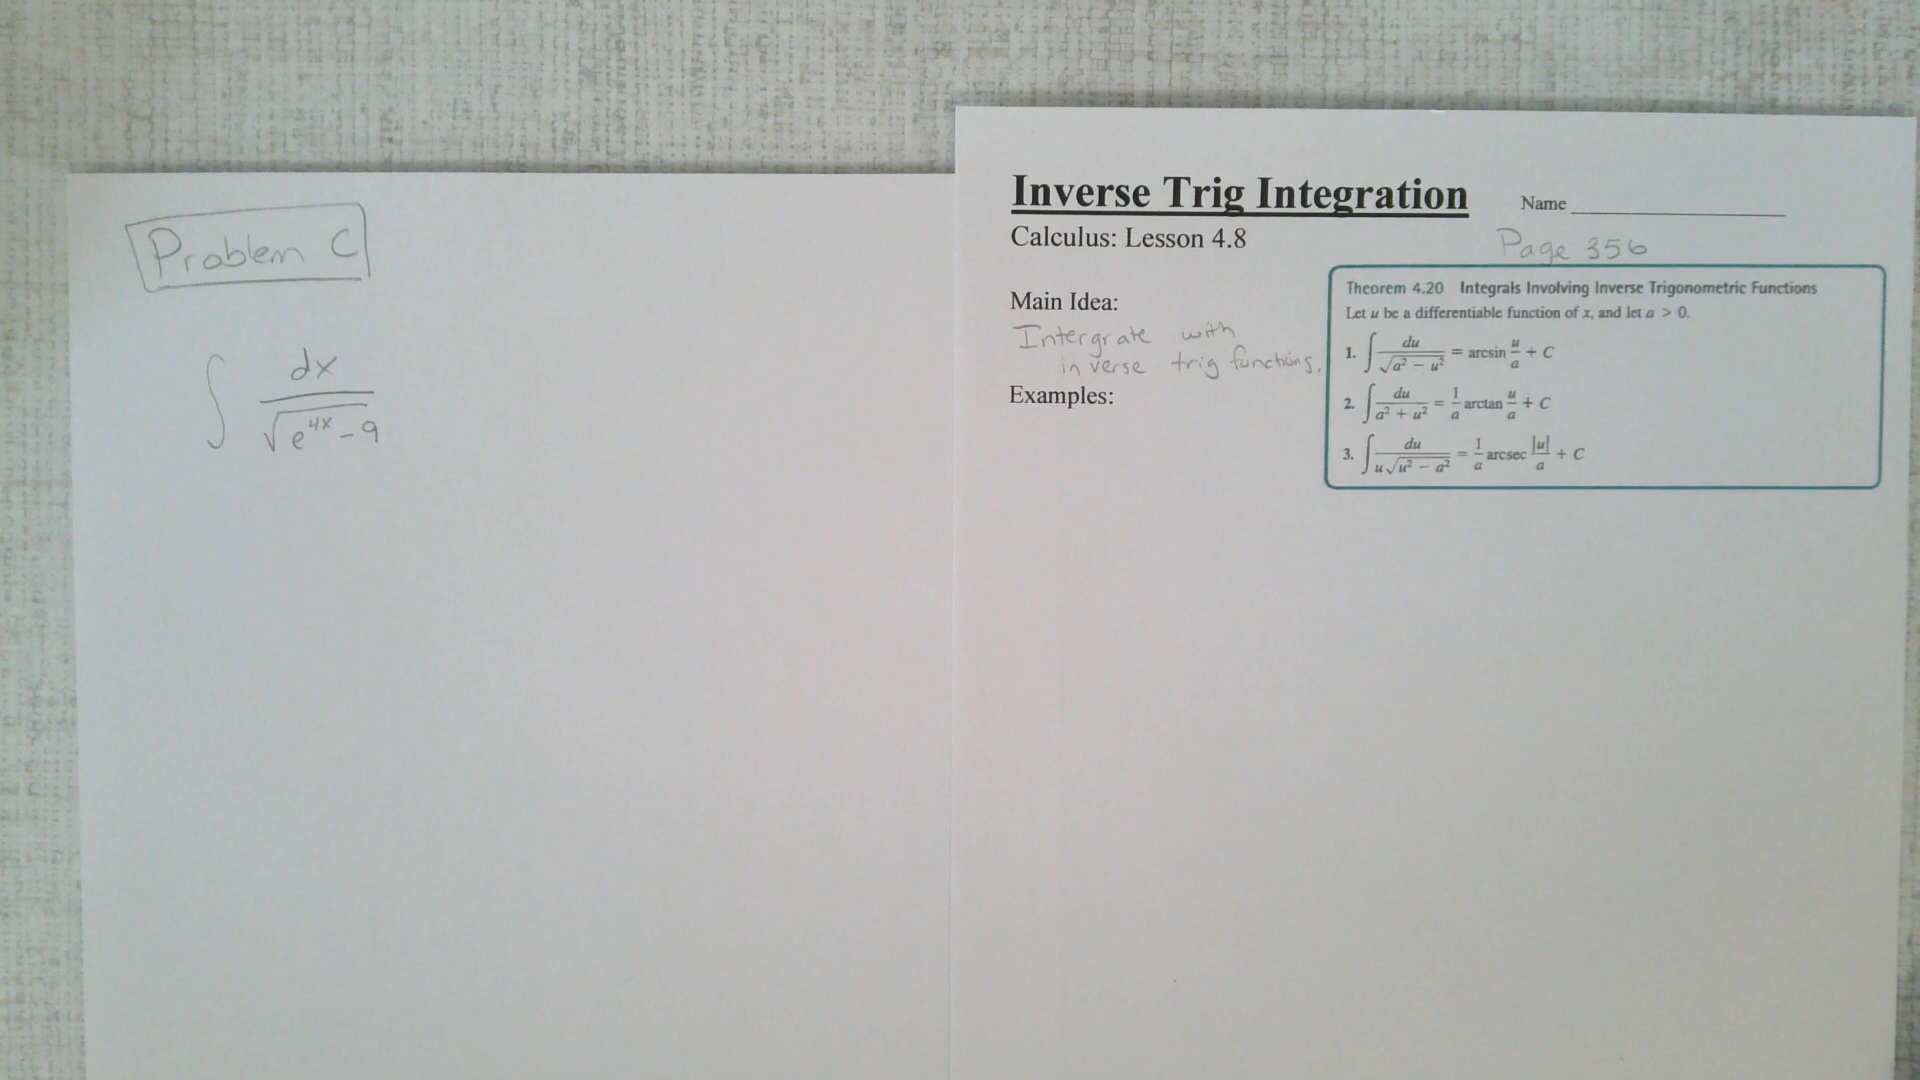 Problem C
∫ dx / √(e^{4x} - 9)
Inverse Trig Integration
Name
Calculus: Lesson 4.8
Page 356
Main Idea:
Intergrate with
inverse trig functions.
Examples:
Theorem 4.20 Integrals Involving Inverse Trigonometric Functions
Let u be a differentiable function of x, and let a > 0.
1. ∫ du / √(a² − u²) = arcsin u/a + C
2. ∫ du / (a² + u²) = 1/a arctan u/a + C
3. ∫ du / (u√(u² − a²)) = 1/a arcsec |u|/a + C